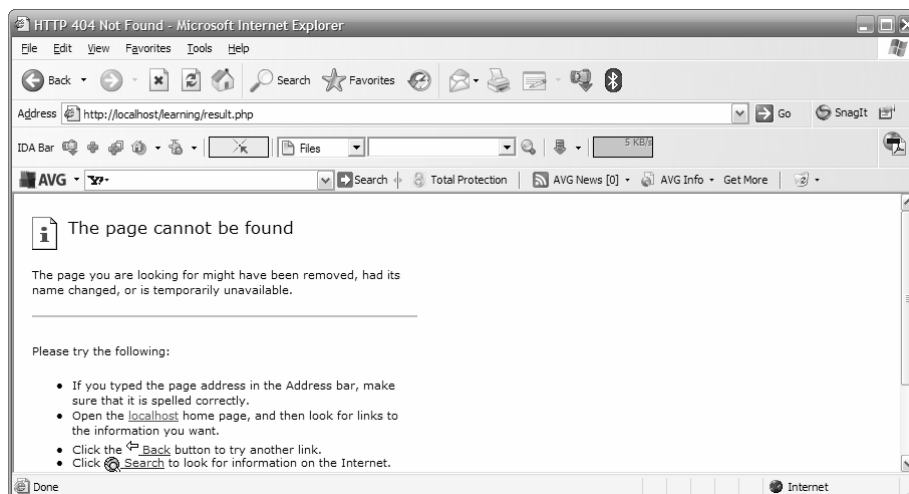 HTTP 404 Not Found - Microsoft Internet Explorer
File Edit View Favorites Tools Help
Back Search Favorites
Address http://localhost/learning/result.php Go SnagIt
IDA Bar Files 5 KB/s
AVG Y7- Search Total Protection AVG News [0] AVG Info Get More
The page cannot be found
The page you are looking for might have been removed, had its
name changed, or is temporarily unavailable.
Please try the following:
If you typed the page address in the Address bar, make
sure that it is spelled correctly.
Open the localhost home page, and then look for links to
the information you want.
Click the Back button to try another link.
Click Search to look for information on the Internet.
Done Internet